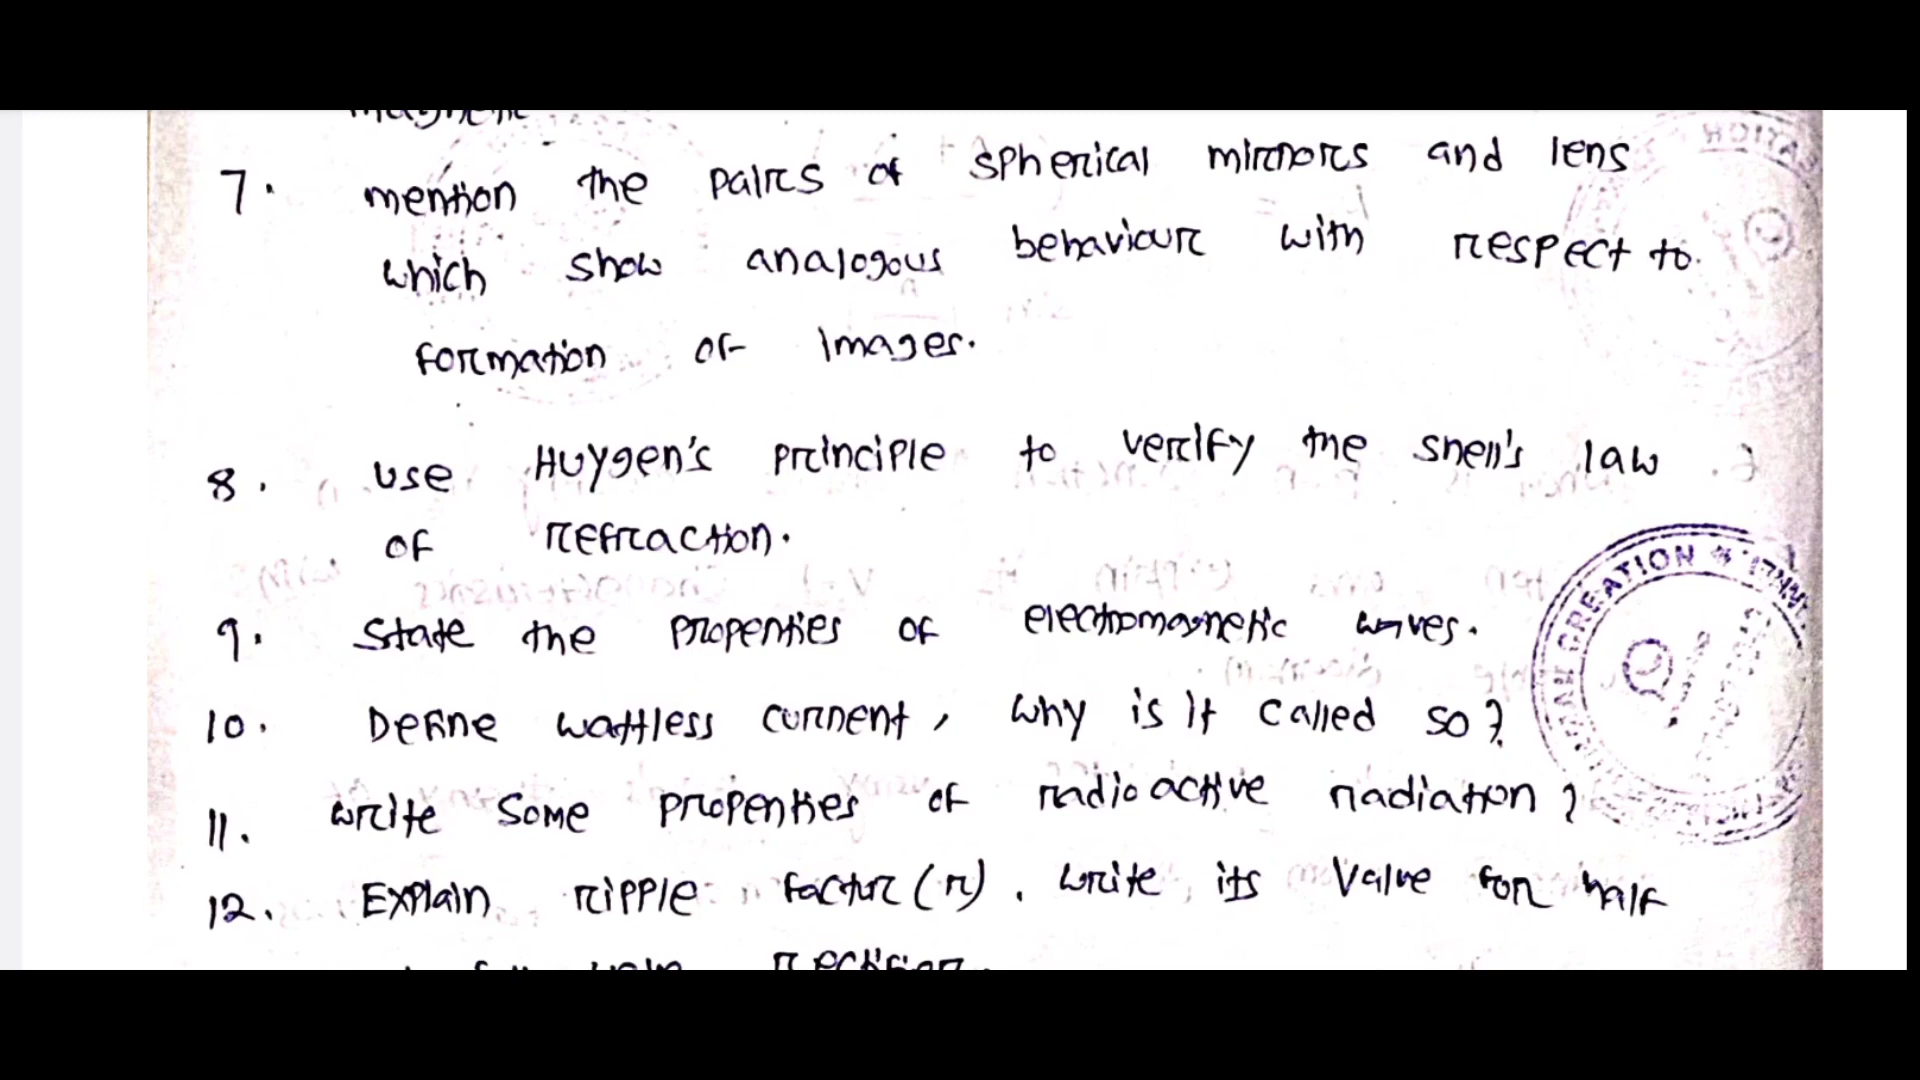 magnetic
7. mention the pairs of spherical mirrors and lens
which show analogous behaviour with respect to
formation of images.
8. use Huygen's principle to verify the snell's law
of refraction.
9. State the properties of electromagnetic waves.
10. Define wattless current, why is it called so?
11. write some properties of radioactive radiation?
12. Explain ripple factor (r). write its value for half
wave rectifier